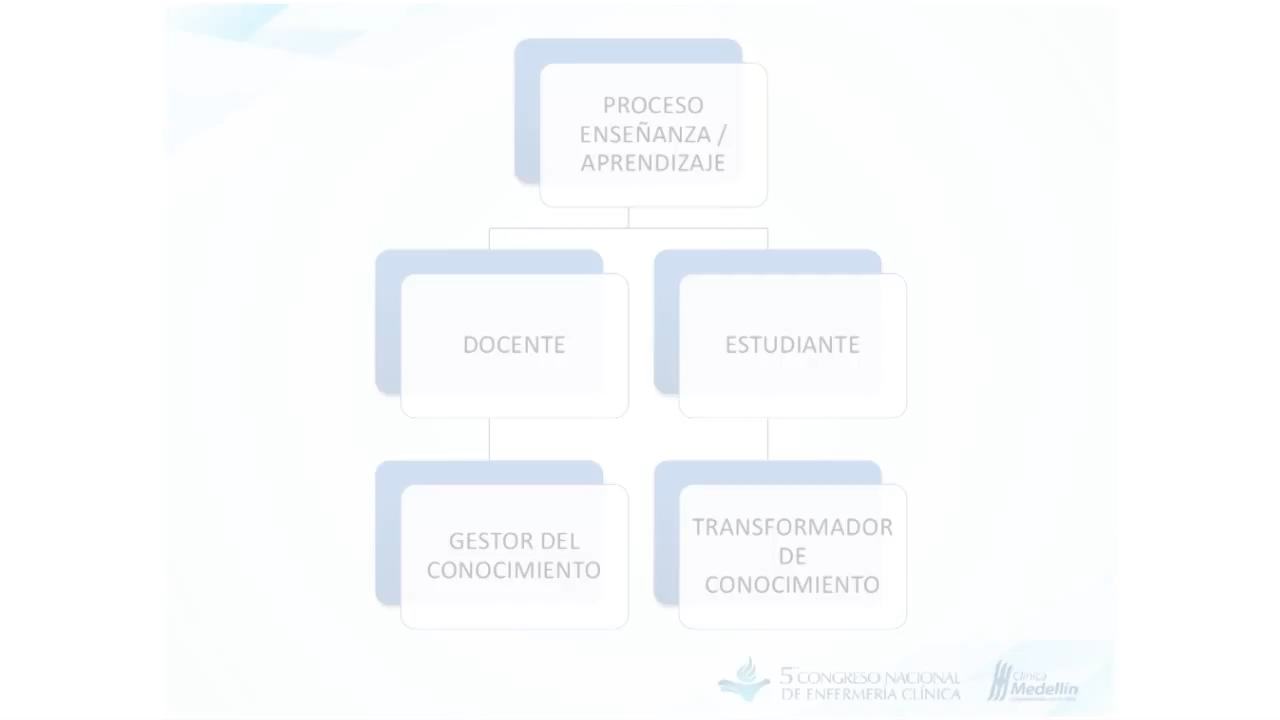 PROCESO
ENSEÑANZA /
APRENDIZAJE
DOCENTE
ESTUDIANTE
GESTOR DEL
CONOCIMIENTO
TRANSFORMADOR
DE
CONOCIMIENTO
5 CONGRESO NACIONAL
DE ENFERMERÍA CLÍNICA
Clínica
Medellín